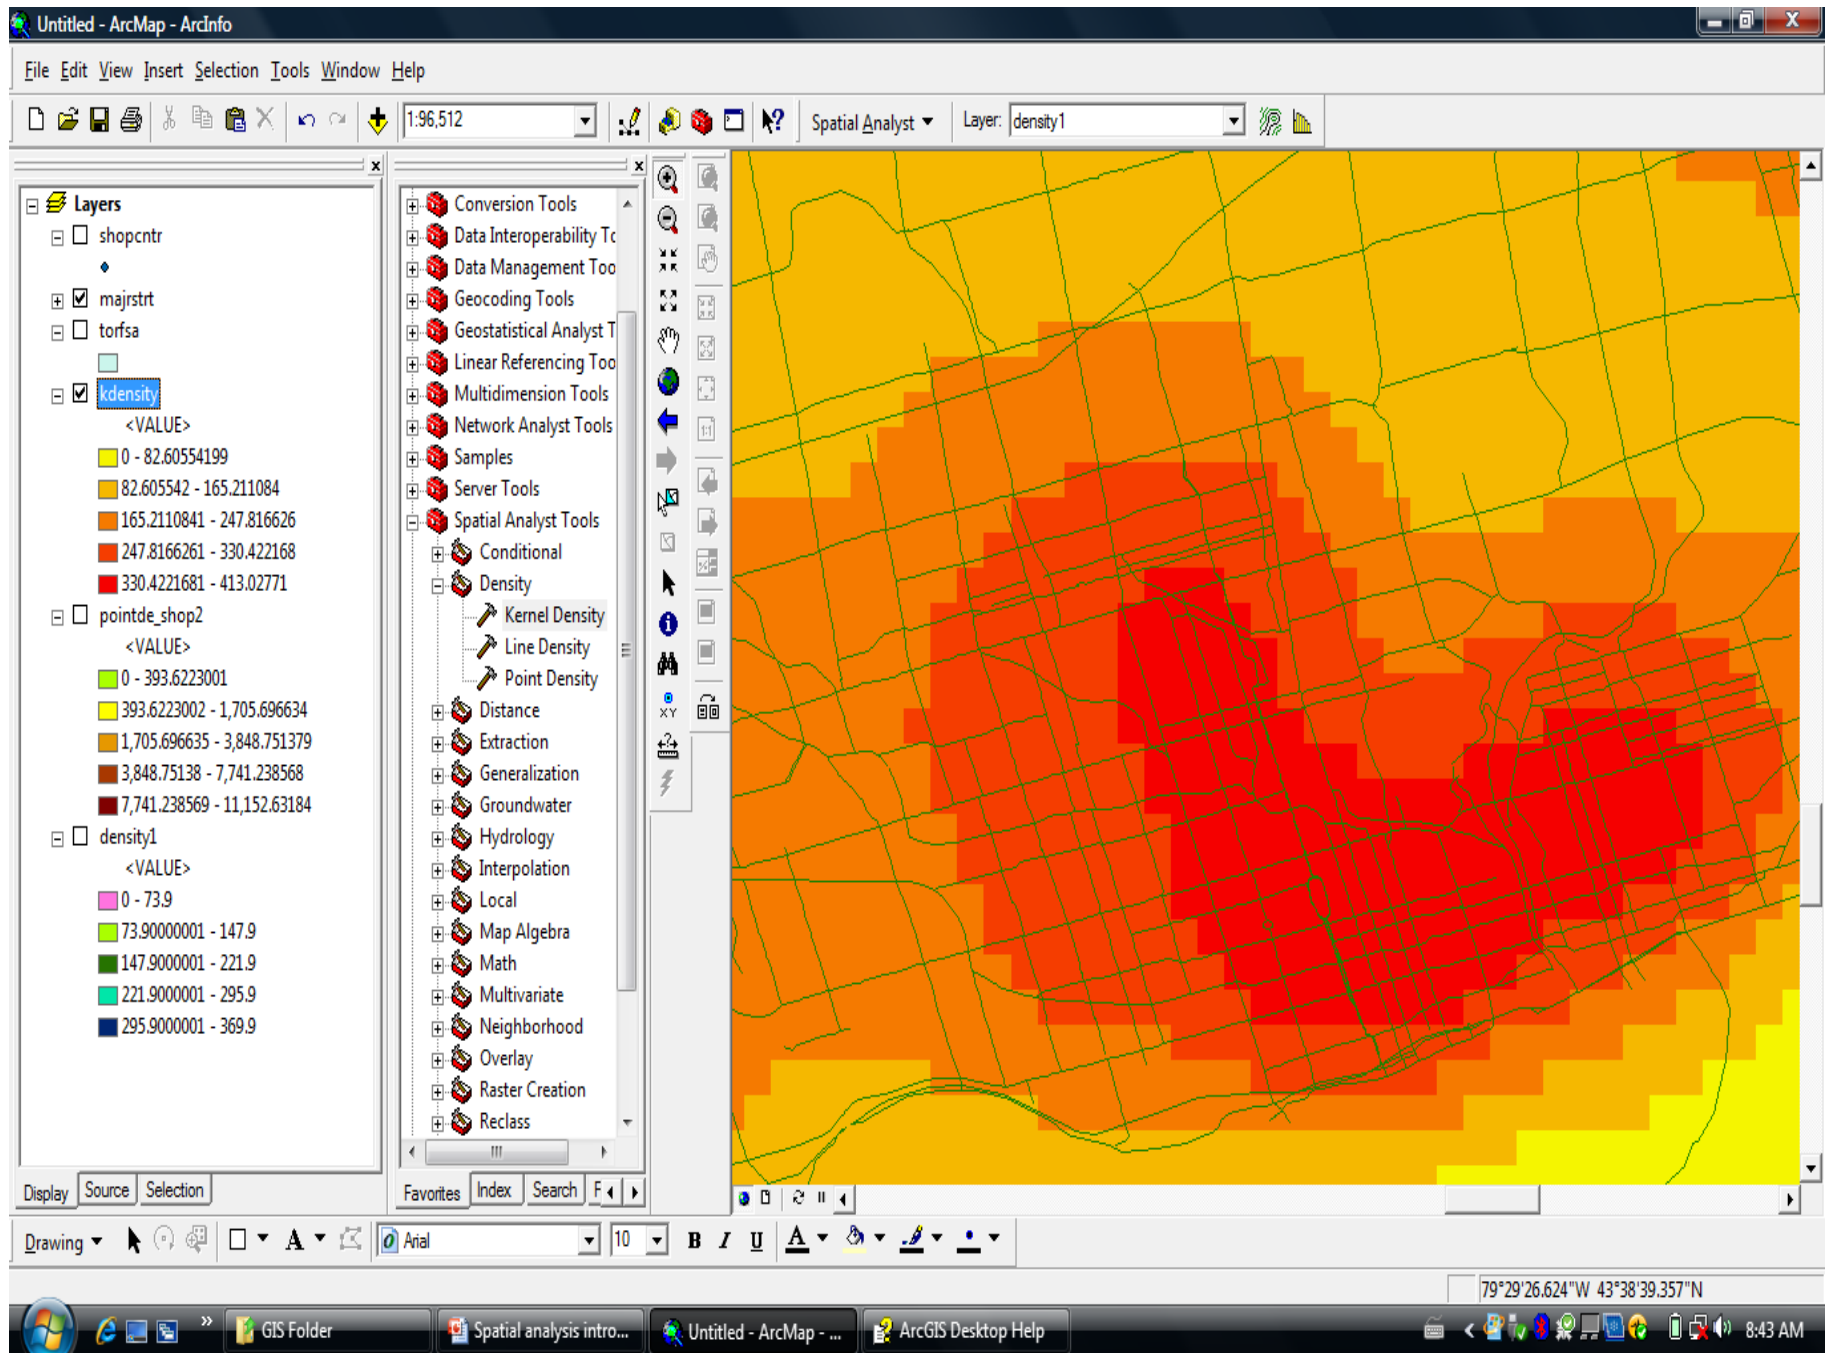 Untitled - ArcMap - ArcInfo
File Edit View Insert Selection Tools Window Help
1:96,512
Spatial Analyst
Layer: density1
Layers
shopcntr
majrstrt
torfsa
kdensity
<VALUE>
0 - 82.60554199
82.605542 - 165.211084
165.2110841 - 247.816626
247.8166261 - 330.422168
330.4221681 - 413.02771
pointde_shop2
<VALUE>
0 - 393.6223001
393.6223002 - 1,705.696634
1,705.696635 - 3,848.751379
3,848.75138 - 7,741.238568
7,741.238569 - 11,152.63184
density1
<VALUE>
0 - 73.9
73.90000001 - 147.9
147.9000001 - 221.9
221.9000001 - 295.9
295.9000001 - 369.9
Display Source Selection
Conversion Tools
Data Interoperability To
Data Management Too
Geocoding Tools
Geostatistical Analyst T
Linear Referencing Too
Multidimension Tools
Network Analyst Tools
Samples
Server Tools
Spatial Analyst Tools
Conditional
Density
Kernel Density
Line Density
Point Density
Distance
Extraction
Generalization
Groundwater
Hydrology
Interpolation
Local
Map Algebra
Math
Multivariate
Neighborhood
Overlay
Raster Creation
Reclass
Favorites Index Search F
XY
1:1
Drawing
A
Arial
10
B I U A
79°29'26.624"W 43°38'39.357"N
GIS Folder
Spatial analysis intro...
Untitled - ArcMap - ...
ArcGIS Desktop Help
8:43 AM